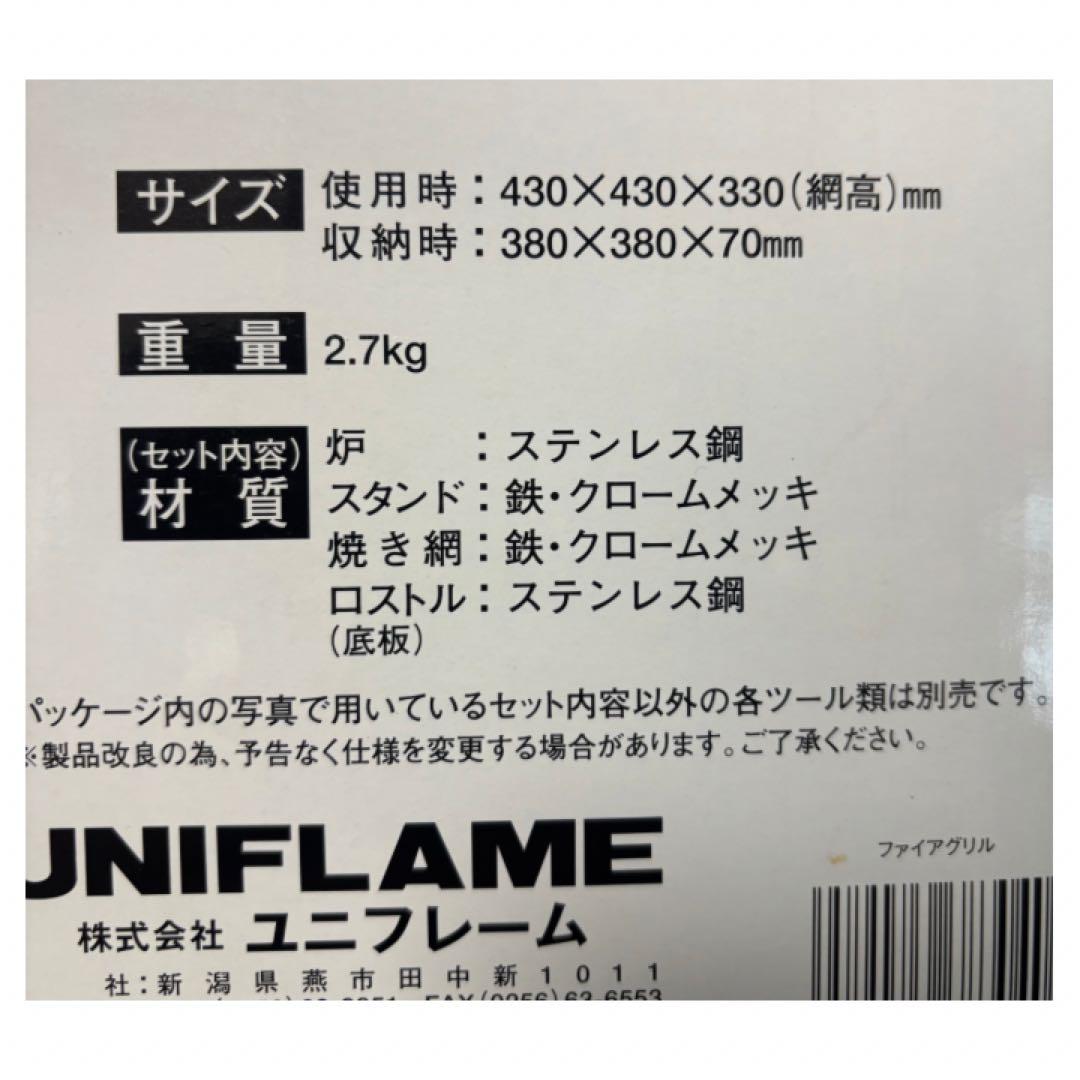 サイズ 使用時：430×430×330(網高)mm
収納時：380×380×70mm
重量 2.7kg
(セット内容)
材質
炉：ステンレス鋼
スタンド：鉄・クロームメッキ
焼き網：鉄・クロームメッキ
ロストル：ステンレス鋼
(底板)
パッケージ内の写真で用いているセット内容以外の各ツール類は別売です。
※製品改良の為、予告なく仕様を変更する場合があります。ご了承ください。
UNIFLAME
ファイアグリル
株式会社 ユニフレーム
社：新潟県燕市田中新1011
FAX(0256)62-6553